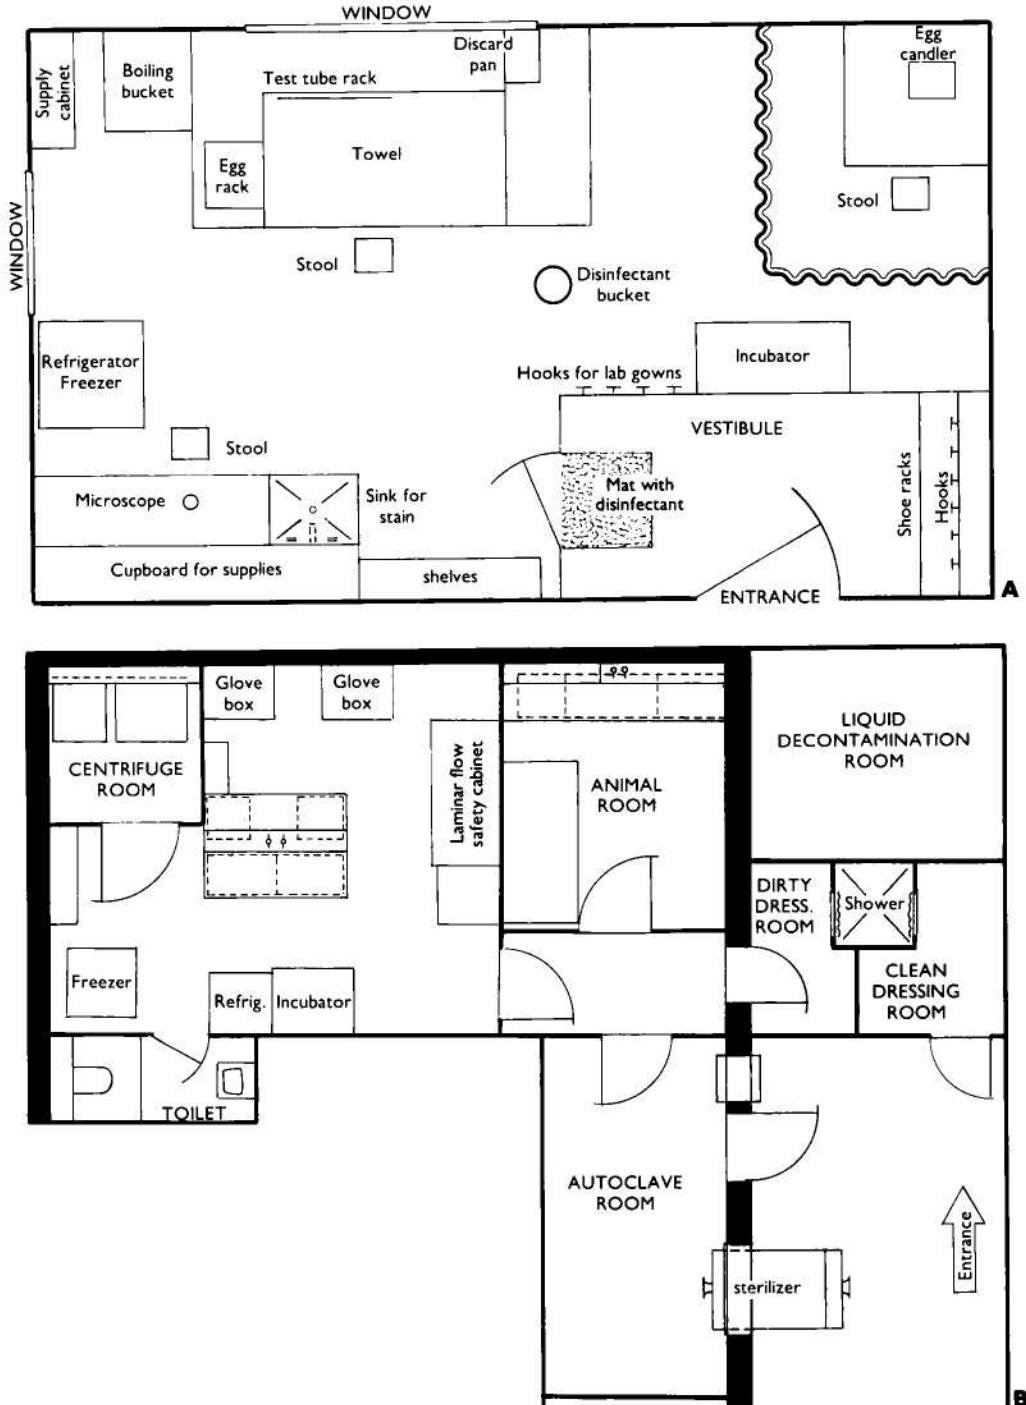 WINDOW
Supply
cabinet
Boiling
bucket
Test tube rack
Discard
pan
Egg
candler
Towel
Egg
rack
Stool
WINDOW
Stool
Disinfectant
bucket
Refrigerator
Freezer
Incubator
Hooks for lab gowns
VESTIBULE
Stool
Microscope
Sink for
stain
Mat with
disinfectant
Shoe racks
Hooks
Cupboard for supplies
shelves
ENTRANCE
A
Glove
box
Glove
box
CENTRIFUGE
ROOM
Laminar flow
safety cabinet
ANIMAL
ROOM
LIQUID
DECONTAMINATION
ROOM
DIRTY
DRESS.
ROOM
Shower
CLEAN
DRESSING
ROOM
Freezer
Refrig.
Incubator
TOILET
AUTOCLAVE
ROOM
sterilizer
Entrance
B